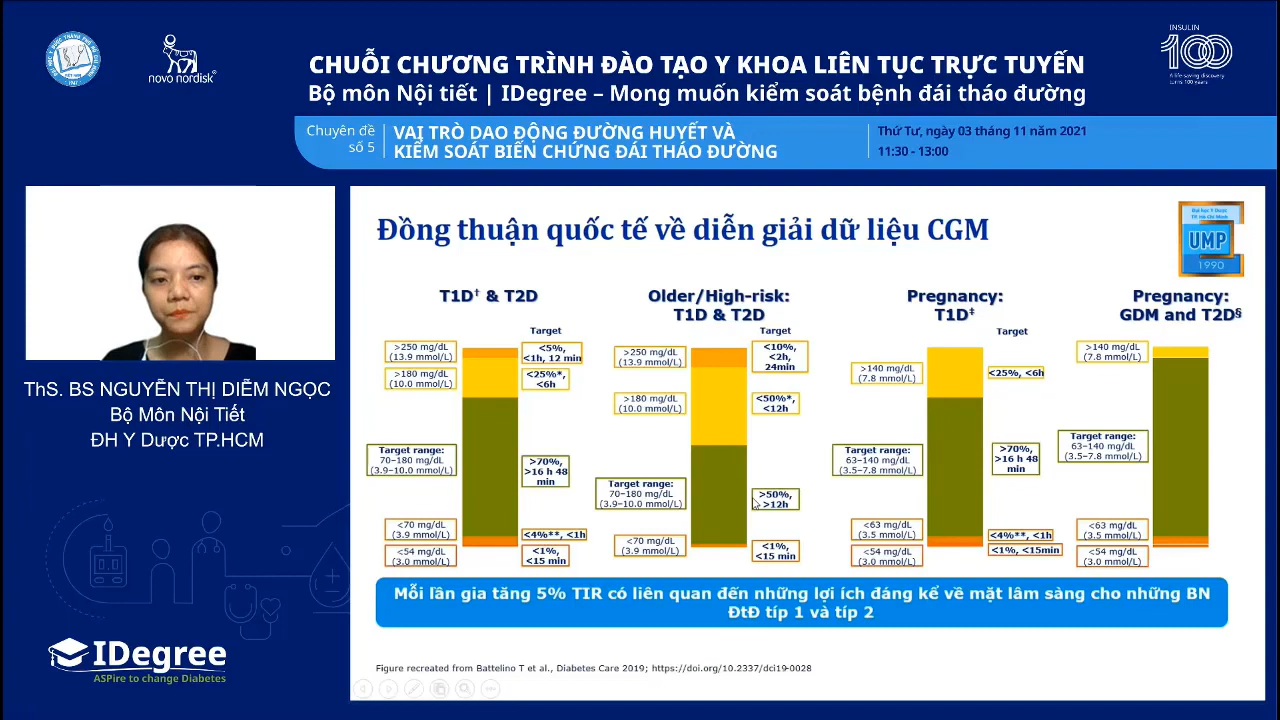 novo nordisk®
CHUỖI CHƯƠNG TRÌNH ĐÀO TẠO Y KHOA LIÊN TỤC TRỰC TUYẾN
Bộ môn Nội tiết | IDegree – Mong muốn kiểm soát bệnh đái tháo đường
INSULIN
100
A life-saving discovery
turns 100 years
Chuyên đề
số 5
VAI TRÒ DAO ĐỘNG ĐƯỜNG HUYẾT VÀ
KIỂM SOÁT BIẾN CHỨNG ĐÁI THÁO ĐƯỜNG
Thứ Tư, ngày 03 tháng 11 năm 2021
11:30 - 13:00
ThS. BS NGUYỄN THỊ DIỄM NGỌC
Bộ Môn Nội Tiết
ĐH Y Dược TP.HCM
IDegree
ASPire to change Diabetes
Đồng thuận quốc tế về diễn giải dữ liệu CGM
Đại học Y Dược
TP. Hồ Chí Minh
UMP
1990
T1D† & T2D
Target
>250 mg/dL
(13.9 mmol/L)
<5%,
<1h, 12 min
>180 mg/dL
(10.0 mmol/L)
<25%*,
<6h
Target range:
70–180 mg/dL
(3.9–10.0 mmol/L)
>70%,
>16 h 48
min
<70 mg/dL
(3.9 mmol/L)
<4%**, <1h
<54 mg/dL
(3.0 mmol/L)
<1%,
<15 min
Older/High-risk:
T1D & T2D
Target
>250 mg/dL
(13.9 mmol/L)
<10%,
<2h,
24min
>180 mg/dL
(10.0 mmol/L)
<50%*,
<12h
Target range:
70–180 mg/dL
(3.9–10.0 mmol/L)
>50%,
>12h
<70 mg/dL
(3.9 mmol/L)
<1%,
<15 min
Pregnancy:
T1D‡
Target
>140 mg/dL
(7.8 mmol/L)
<25%, <6h
Target range:
63–140 mg/dL
(3.5–7.8 mmol/L)
>70%,
>16 h 48
min
<63 mg/dL
(3.5 mmol/L)
<4%**, <1h
<54 mg/dL
(3.0 mmol/L)
<1%, <15min
Pregnancy:
GDM and T2D§
>140 mg/dL
(7.8 mmol/L)
Target range:
63–140 mg/dL
(3.5–7.8 mmol/L)
<63 mg/dL
(3.5 mmol/L)
<54 mg/dL
(3.0 mmol/L)
Mỗi lần gia tăng 5% TIR có liên quan đến những lợi ích đáng kể về mặt lâm sàng cho những BN
ĐtĐ típ 1 và típ 2
Figure recreated from Battelino T et al., Diabetes Care 2019; https://doi.org/10.2337/dci19-0028